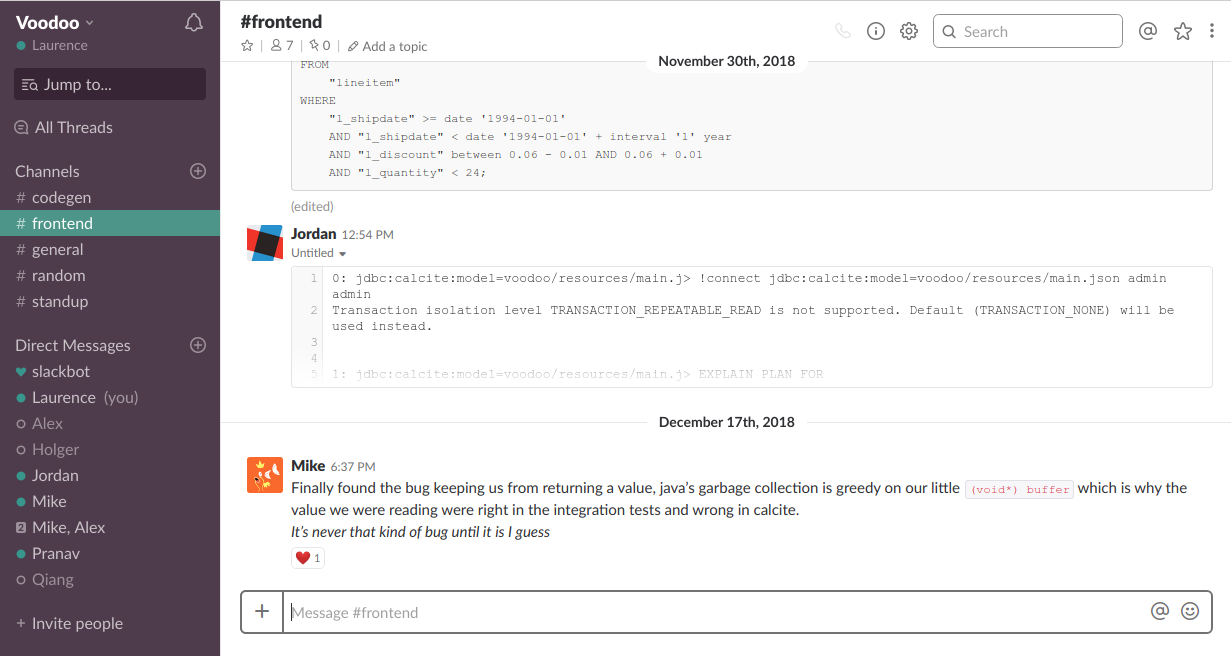 Voodoo
Laurence
Jump to...
All Threads
Channels
# codegen
# frontend
# general
# random
# standup
Direct Messages
slackbot
Laurence (you)
Alex
Holger
Jordan
Mike
2 Mike, Alex
Pranav
Qiang
+ Invite people
#frontend
7 | 0 | Add a topic
Search
November 30th, 2018
FROM
"lineitem"
WHERE
"l_shipdate" >= date '1994-01-01'
AND "l_shipdate" < date '1994-01-01' + interval '1' year
AND "l_discount" between 0.06 - 0.01 AND 0.06 + 0.01
AND "l_quantity" < 24;
(edited)
Jordan 12:54 PM
Untitled
1 0: jdbc:calcite:model=voodoo/resources/main.j> !connect jdbc:calcite:model=voodoo/resources/main.json admin
admin
2 Transaction isolation level TRANSACTION_REPEATABLE_READ is not supported. Default (TRANSACTION_NONE) will be
used instead.
3
4
5 1: jdbc:calcite:model=voodoo/resources/main.j> EXPLAIN PLAN FOR
December 17th, 2018
Mike 6:37 PM
Finally found the bug keeping us from returning a value, java's garbage collection is greedy on our little (void*) buffer which is why the
value we were reading were right in the integration tests and wrong in calcite.
It's never that kind of bug until it is I guess
1
+ Message #frontend @